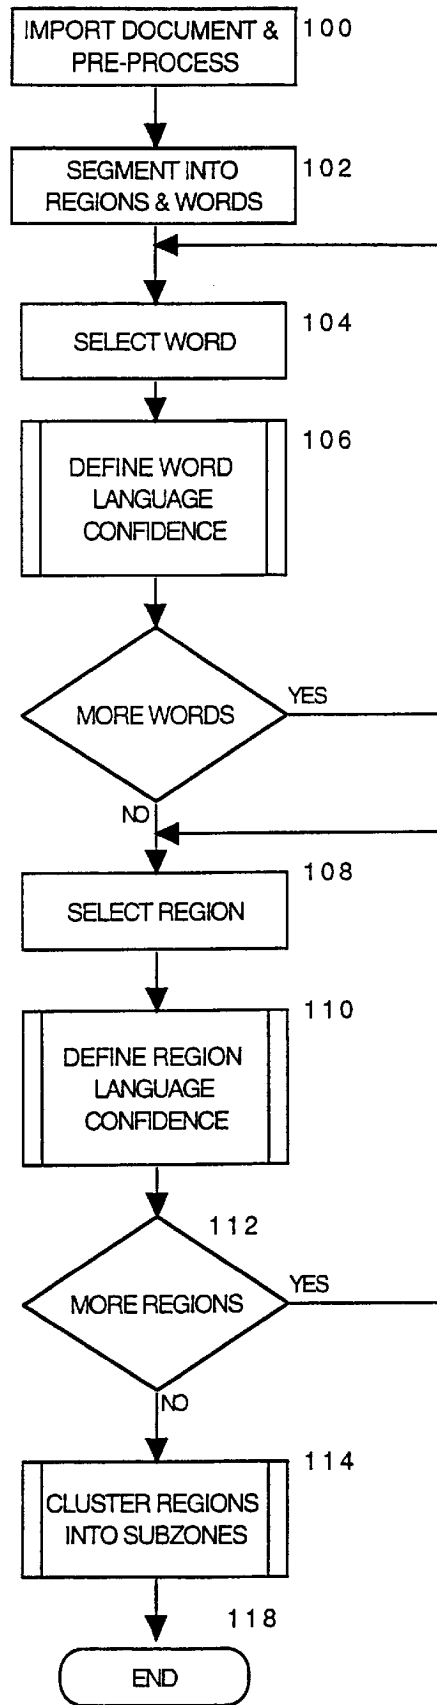 IMPORT DOCUMENT & 100
PRE-PROCESS
SEGMENT INTO 102
REGIONS & WORDS
104
SELECT WORD
106
DEFINE WORD
LANGUAGE
CONFIDENCE
YES
MORE WORDS
NO
108
SELECT REGION
110
DEFINE REGION
LANGUAGE
CONFIDENCE
112
YES
MORE REGIONS
NO
114
CLUSTER REGIONS
INTO SUBZONES
118
END